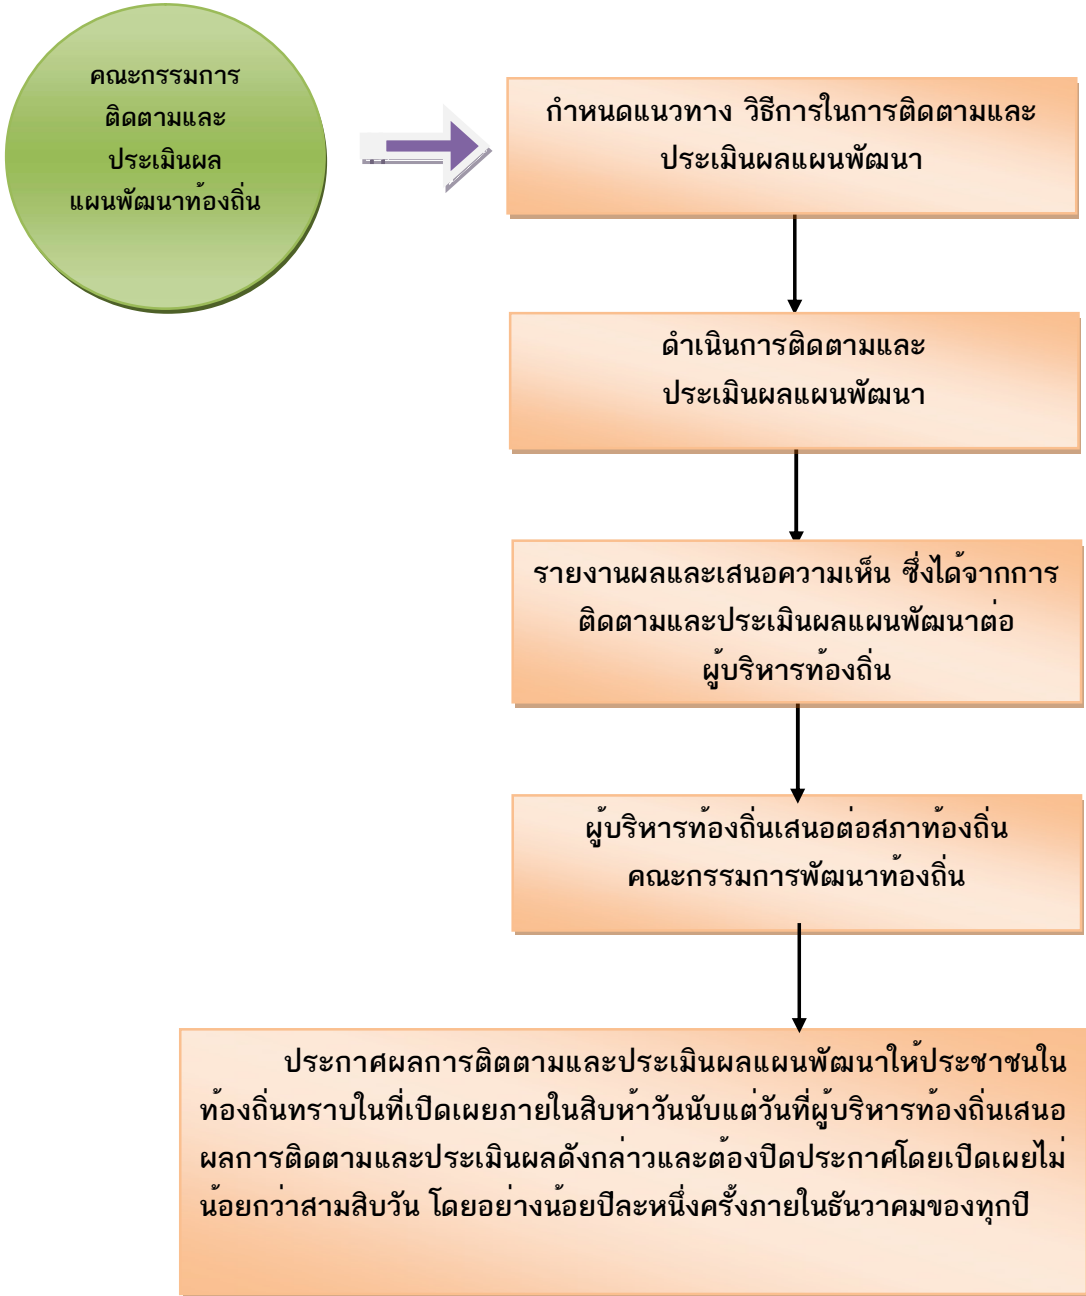 คณะกรรมการ
ติดตามและ
ประเมินผล
แผนพัฒนาท้องถิ่น
กำหนดแนวทาง วิธีการในการติดตามและ
ประเมินผลแผนพัฒนา
ดำเนินการติดตามและ
ประเมินผลแผนพัฒนา
รายงานผลและเสนอความเห็น ซึ่งได้จากการ
ติดตามและประเมินผลแผนพัฒนาต่อ
ผู้บริหารท้องถิ่น
ผู้บริหารท้องถิ่นเสนอต่อสภาท้องถิ่น
คณะกรรมการพัฒนาท้องถิ่น
ประกาศผลการติตตามและประเมินผลแผนพัฒนาให้ประชาชนใน
ท้องถิ่นทราบในที่เปิดเผยภายในสิบห้าวันนับแต่วันที่ผู้บริหารท้องถิ่นเสนอ
ผลการติดตามและประเมินผลดังกล่าวและต้องปิดประกาศโดยเปิดเผยไม่
น้อยกว่าสามสิบวัน โดยอย่างน้อยปีละหนึ่งครั้งภายในธันวาคมของทุกปี